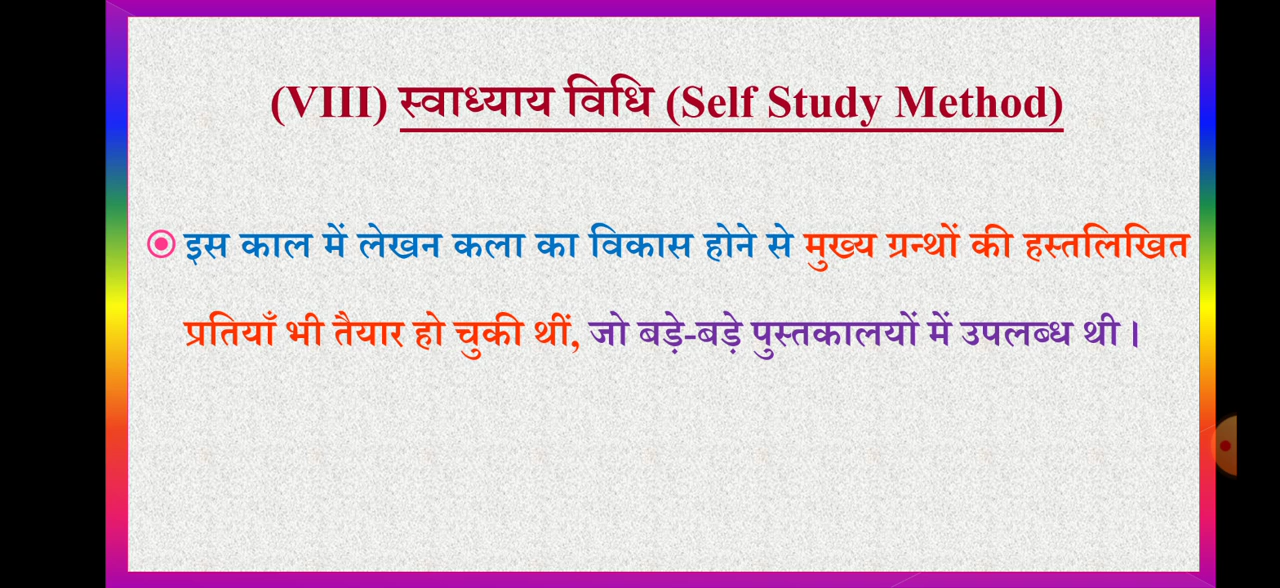 (VIII) स्वाध्याय विधि (Self Study Method)
इस काल में लेखन कला का विकास होने से मुख्य ग्रन्थों की हस्तलिखित
प्रतियाँ भी तैयार हो चुकी थीं, जो बड़े-बड़े पुस्तकालयों में उपलब्ध थी।